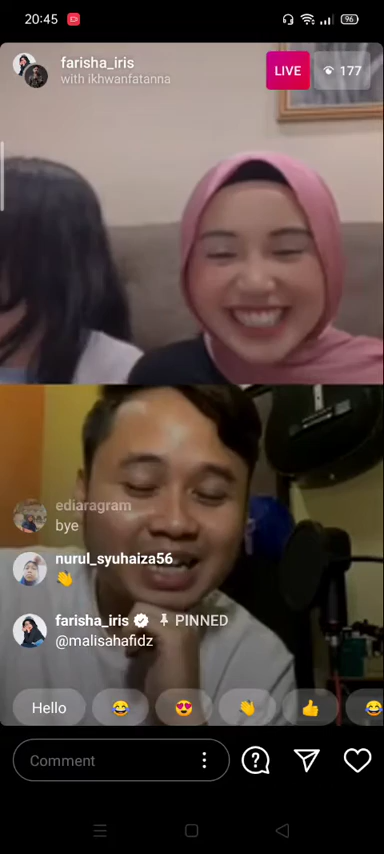 20:45
96
farisha_iris
with ikhwanfatanna
LIVE
177
ediaragram
bye
nurul_syuhaiza56
👋
farisha_iris PINNED
@malisahafidz
Hello 😂 😍 👋 👍 😂
Comment